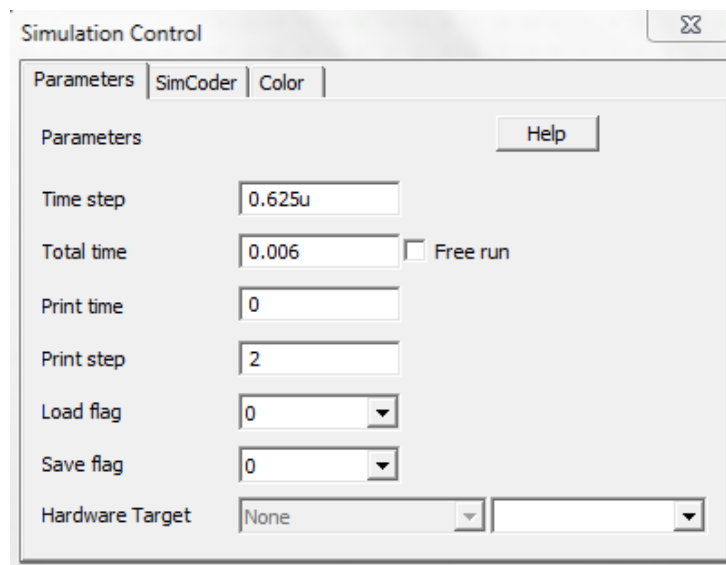 Simulation Control
Parameters SimCoder Color
Parameters Help
Time step 0.625u
Total time 0.006 Free run
Print time 0
Print step 2
Load flag 0
Save flag 0
Hardware Target None